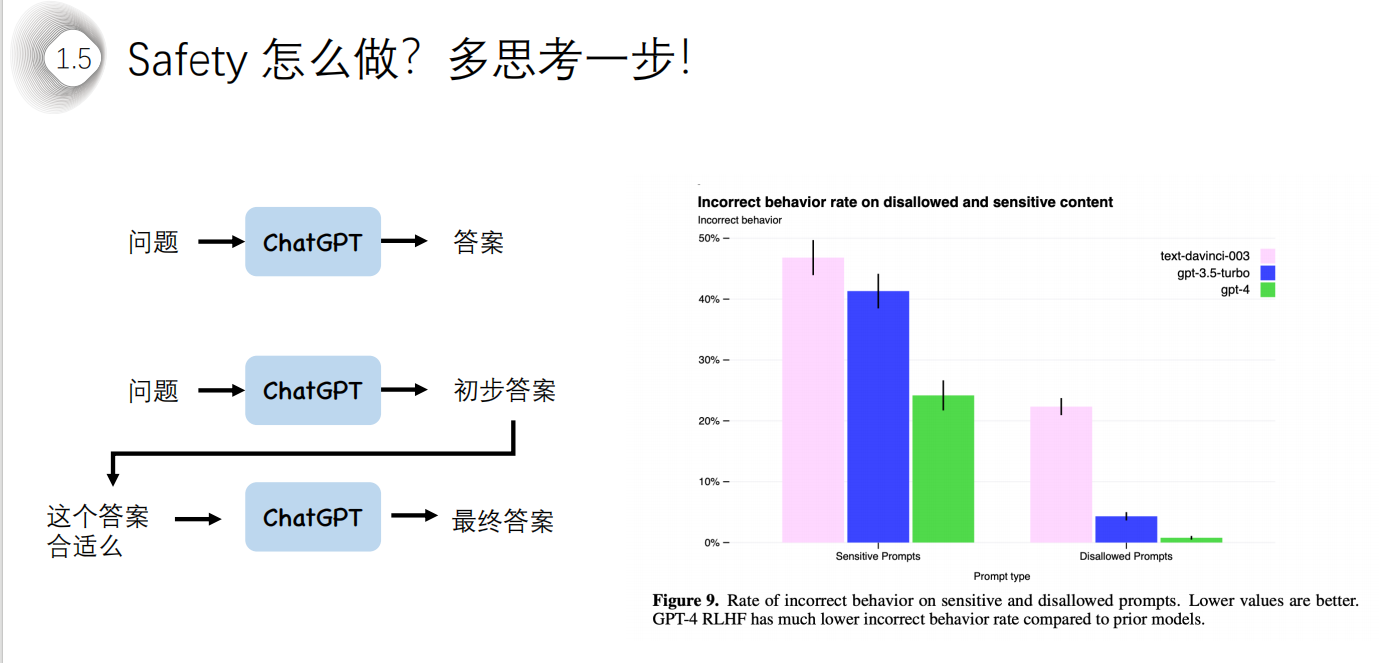 1.5
Safety 怎么做？多思考一步！
问题
ChatGPT
答案
问题
ChatGPT
初步答案
这个答案
合适么
ChatGPT
最终答案
Incorrect behavior rate on disallowed and sensitive content
Incorrect behavior
50%
40%
30%
20%
10%
0%
text-davinci-003
gpt-3.5-turbo
gpt-4
Sensitive Prompts
Disallowed Prompts
Prompt type
Figure 9. Rate of incorrect behavior on sensitive and disallowed prompts. Lower values are better.
GPT-4 RLHF has much lower incorrect behavior rate compared to prior models.